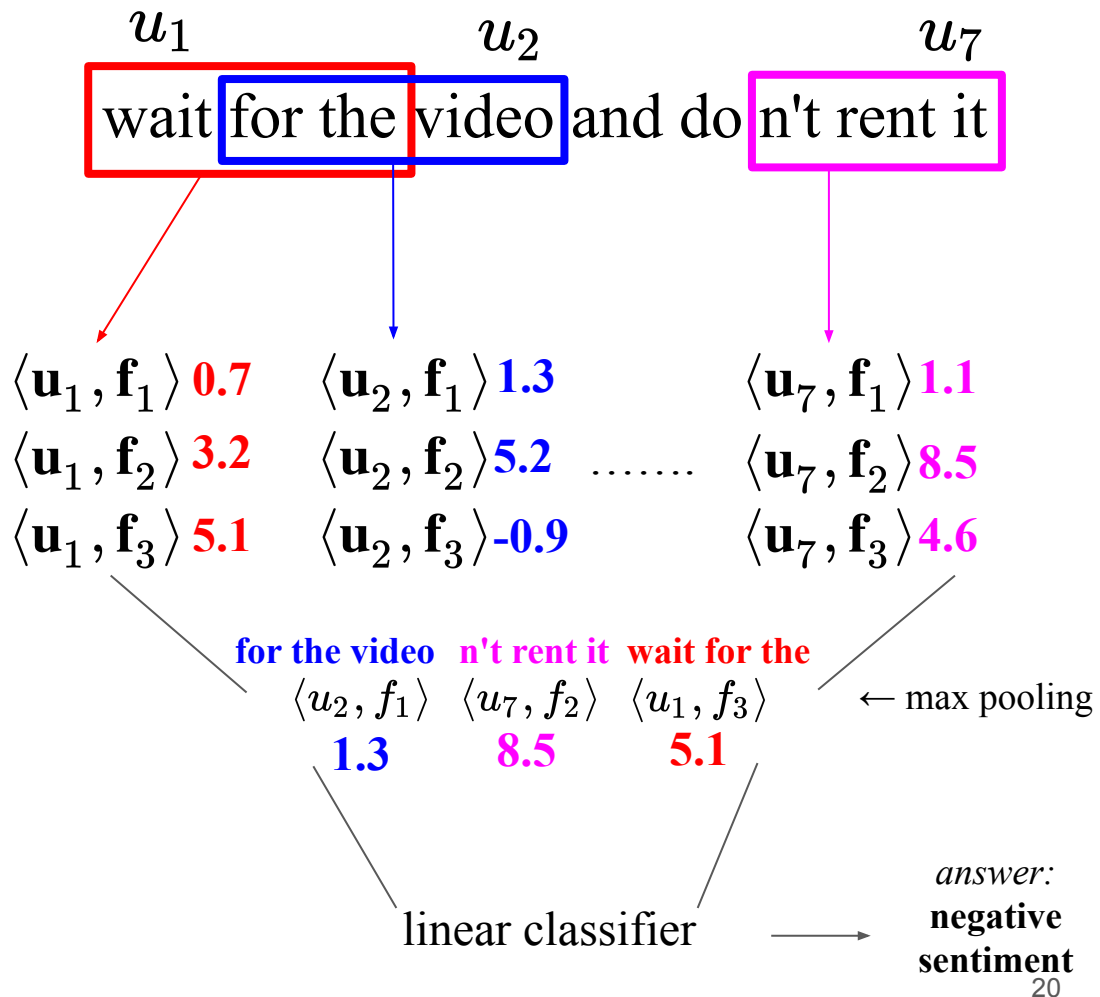 u₁ u₂ u₇
wait for the video and do n't rent it
⟨u₁, f₁⟩ 0.7 ⟨u₂, f₁⟩ 1.3 ⟨u₇, f₁⟩ 1.1
⟨u₁, f₂⟩ 3.2 ⟨u₂, f₂⟩ 5.2 ....... ⟨u₇, f₂⟩ 8.5
⟨u₁, f₃⟩ 5.1 ⟨u₂, f₃⟩ -0.9 ⟨u₇, f₃⟩ 4.6
for the video n't rent it wait for the
⟨u₂, f₁⟩ ⟨u₇, f₂⟩ ⟨u₁, f₃⟩ ← max pooling
1.3 8.5 5.1
answer:
linear classifier negative
sentiment
20